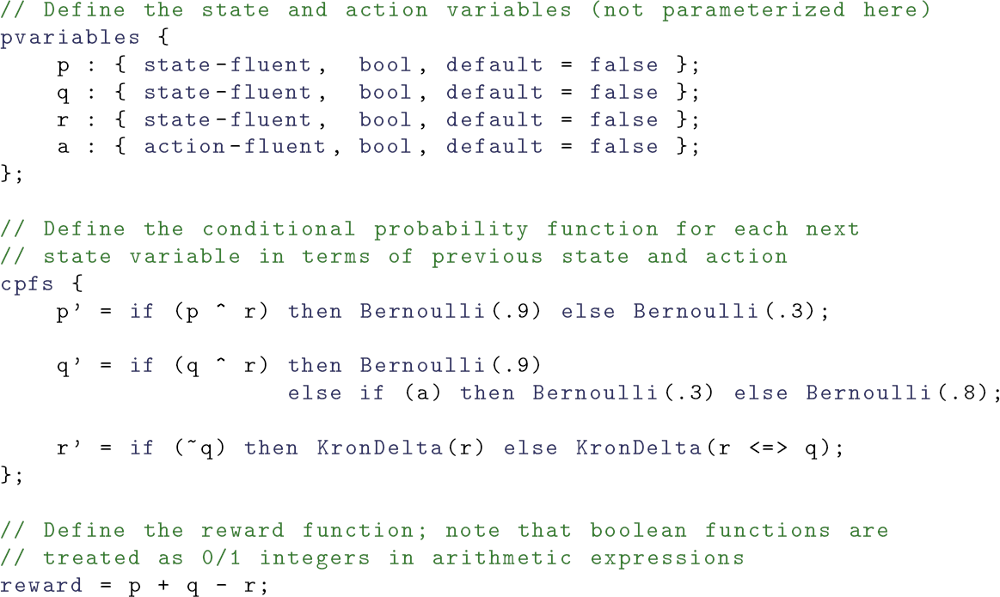 // Define the state and action variables (not parameterized here)
pvariables {
    p : { state-fluent,  bool, default = false };
    q : { state-fluent,  bool, default = false };
    r : { state-fluent,  bool, default = false };
    a : { action-fluent, bool, default = false };
};

// Define the conditional probability function for each next
// state variable in terms of previous state and action
cpfs {
    p’ = if (p ^ r) then Bernoulli(.9) else Bernoulli(.3);

    q’ = if (q ^ r) then Bernoulli(.9)
                    else if (a) then Bernoulli(.3) else Bernoulli(.8);

    r’ = if (~q) then KronDelta(r) else KronDelta(r <=> q);
};

// Define the reward function; note that boolean functions are
// treated as 0/1 integers in arithmetic expressions
reward = p + q - r;